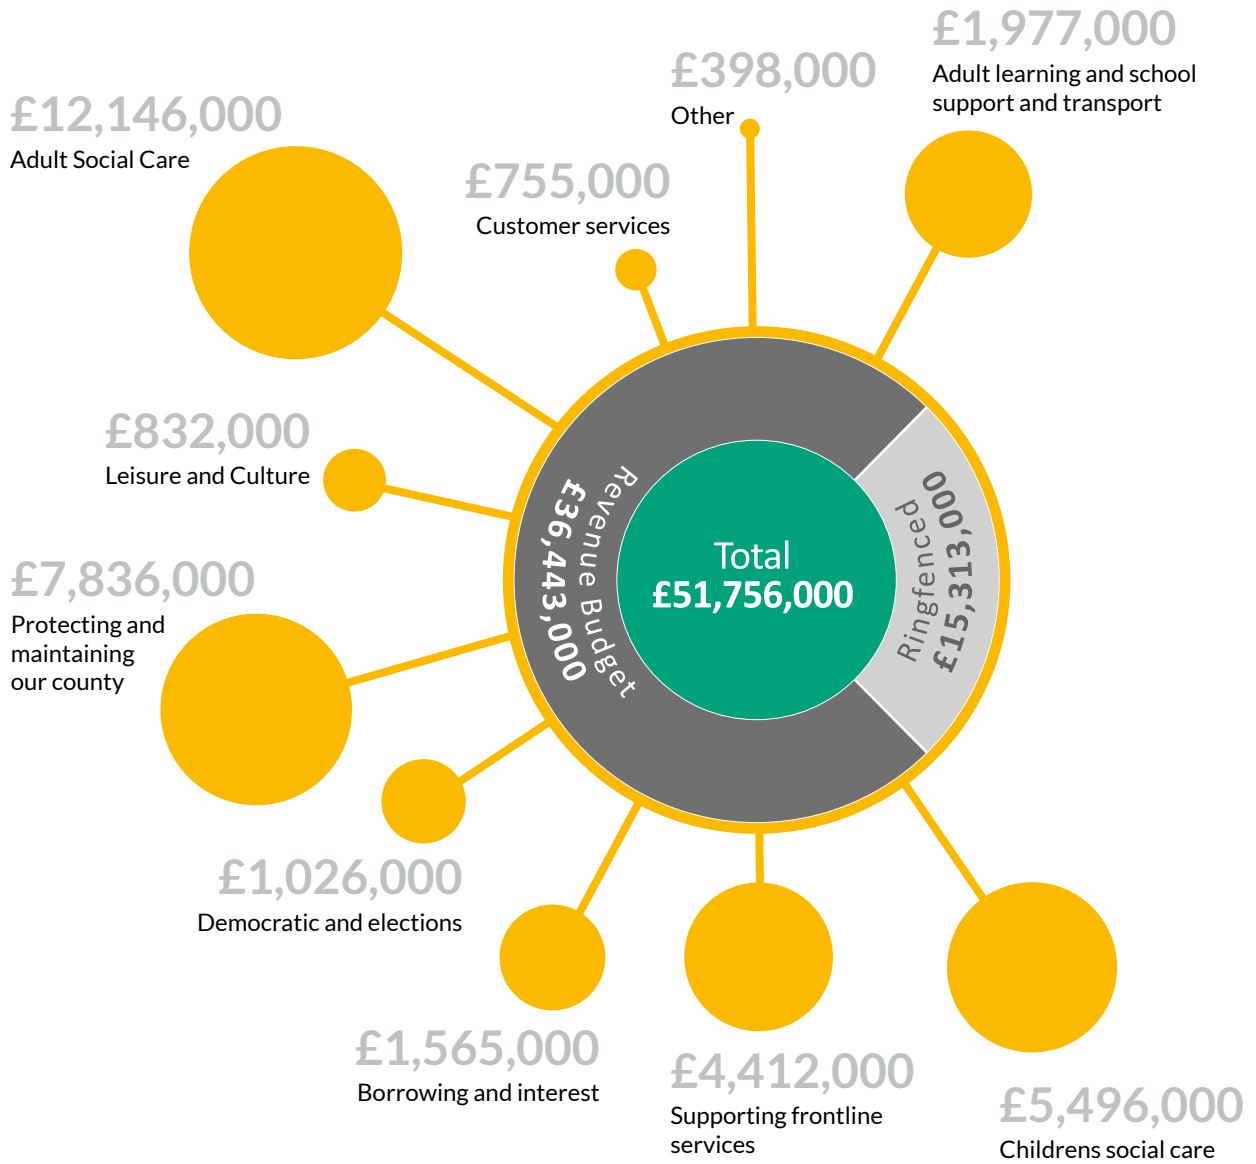 £1,977,000
Adult learning and school
support and transport
£398,000
Other
£12,146,000
Adult Social Care
£755,000
Customer services
£832,000
Leisure and Culture
Revenue Budget
£36,443,000
Total
£51,756,000
Ringfenced
£15,313,000
£7,836,000
Protecting and
maintaining
our county
£1,026,000
Democratic and elections
£1,565,000
Borrowing and interest
£4,412,000
Supporting frontline
services
£5,496,000
Childrens social care